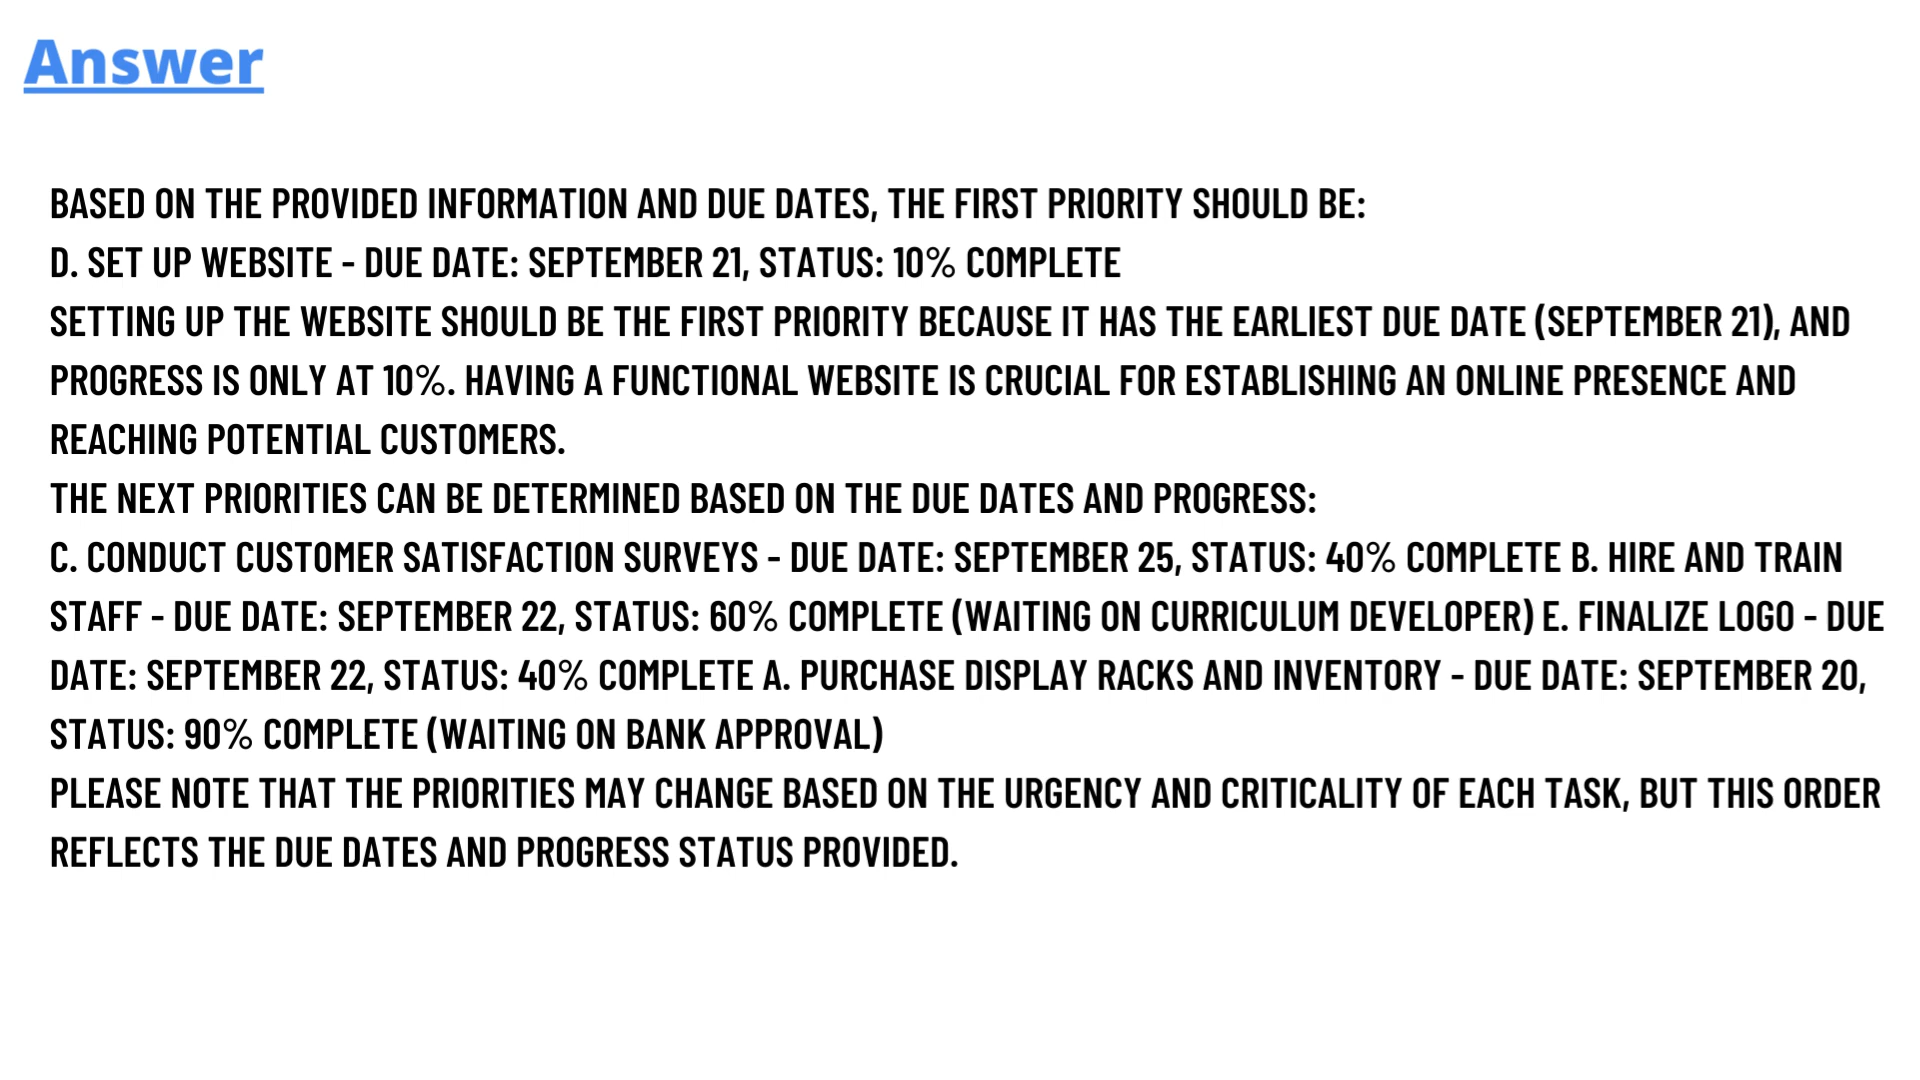 Answer
BASED ON THE PROVIDED INFORMATION AND DUE DATES, THE FIRST PRIORITY SHOULD BE:
D. SET UP WEBSITE - DUE DATE: SEPTEMBER 21, STATUS: 10% COMPLETE
SETTING UP THE WEBSITE SHOULD BE THE FIRST PRIORITY BECAUSE IT HAS THE EARLIEST DUE DATE (SEPTEMBER 21), AND
PROGRESS IS ONLY AT 10%. HAVING A FUNCTIONAL WEBSITE IS CRUCIAL FOR ESTABLISHING AN ONLINE PRESENCE AND
REACHING POTENTIAL CUSTOMERS.
THE NEXT PRIORITIES CAN BE DETERMINED BASED ON THE DUE DATES AND PROGRESS:
C. CONDUCT CUSTOMER SATISFACTION SURVEYS - DUE DATE: SEPTEMBER 25, STATUS: 40% COMPLETE B. HIRE AND TRAIN
STAFF - DUE DATE: SEPTEMBER 22, STATUS: 60% COMPLETE (WAITING ON CURRICULUM DEVELOPER) E. FINALIZE LOGO - DUE
DATE: SEPTEMBER 22, STATUS: 40% COMPLETE A. PURCHASE DISPLAY RACKS AND INVENTORY - DUE DATE: SEPTEMBER 20,
STATUS: 90% COMPLETE (WAITING ON BANK APPROVAL)
PLEASE NOTE THAT THE PRIORITIES MAY CHANGE BASED ON THE URGENCY AND CRITICALITY OF EACH TASK, BUT THIS ORDER
REFLECTS THE DUE DATES AND PROGRESS STATUS PROVIDED.